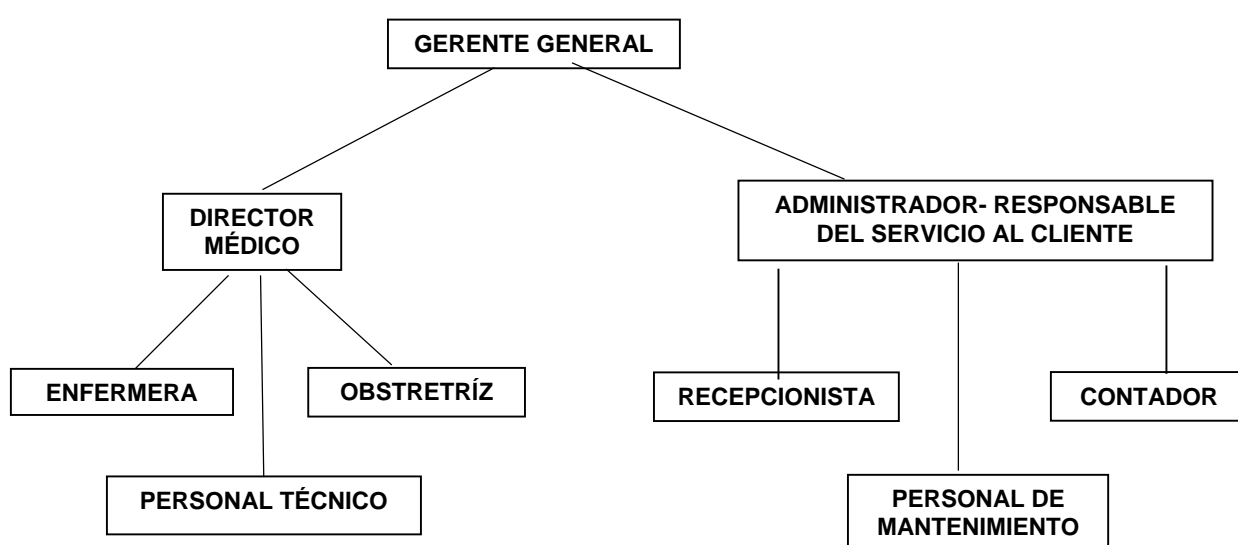 GERENTE GENERAL
DIRECTOR
MÉDICO
ADMINISTRADOR- RESPONSABLE
DEL SERVICIO AL CLIENTE
ENFERMERA
OBSTRETRÍZ
RECEPCIONISTA
CONTADOR
PERSONAL TÉCNICO
PERSONAL DE
MANTENIMIENTO